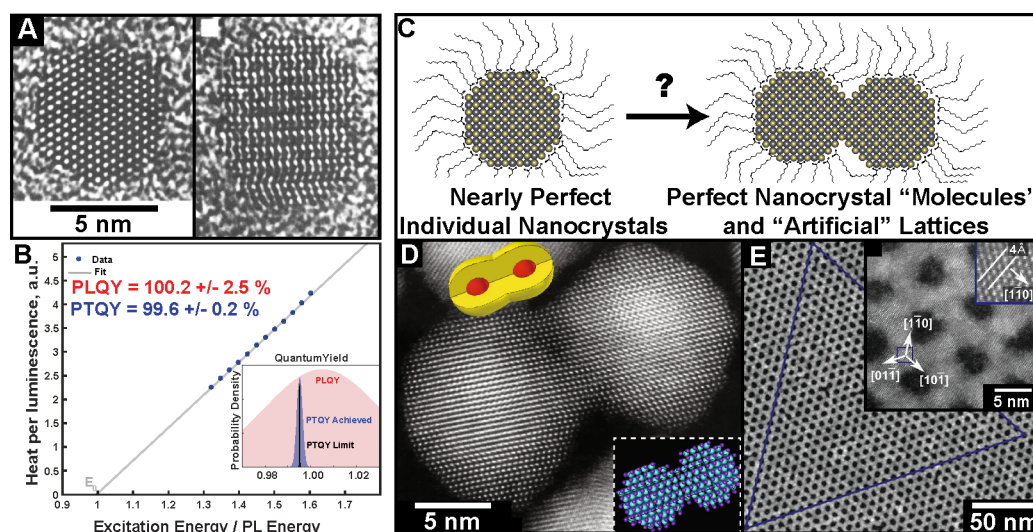 A
5 nm
B
Data
Fit
PLQY = 100.2 +/- 2.5 %
PTQY = 99.6 +/- 0.2 %
Heat per luminescence, a.u.
5
4.5
4
3.5
3
2.5
2
1.5
1
0.5
0
0.9
1
1.1
1.2
1.3
1.4
1.5
1.6
1.7
Excitation Energy / PL Energy
QuantumYield
Probability Density
PLQY
PTQY Achieved
PTQY Limit
0.98
1.00
1.02
C
?
Nearly Perfect
Individual Nanocrystals
Perfect Nanocrystal “Molecules”
and “Artificial” Lattices
D
5 nm
E
4Å
[110]
[11̅0]
[011̅]
[101̅]
5 nm
50 nm